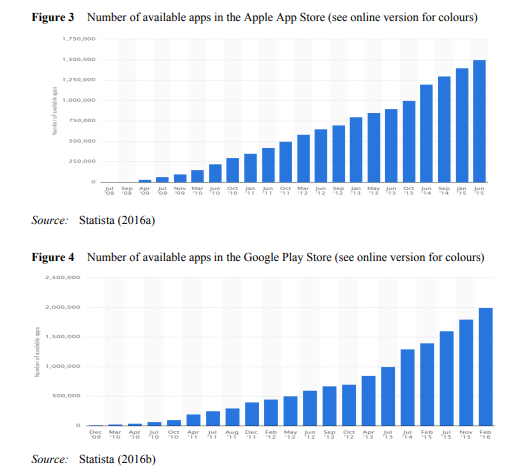 Figure 3 Number of available apps in the Apple App Store (see online version for colours)
1,750,000
1,500,000
1,250,000
1,000,000
750,000
500,000
250,000
0
Number of available apps
Jul Sep Apr Jul Nov Mar Jun Oct Jan Jun Oct Mar Jun Sep Jan May Jun Oct Jun Sep Jan Jun
'08 '08 '09 '09 '09 '10 '10 '10 '11 '11 '11 '12 '12 '12 '13 '13 '13 '13 '14 '14 '15 '15
Source: Statista (2016a)
Figure 4 Number of available apps in the Google Play Store (see online version for colours)
2,500,000
2,000,000
1,500,000
1,000,000
500,000
0
Number of available apps
Dec Mar Apr Jul Oct Apr Jul Aug Dec Feb May Jun Sep Oct Apr Jul Jul Feb Jul Nov Feb
'09 '10 '10 '10 '10 '11 '11 '11 '11 '12 '12 '12 '12 '12 '13 '13 '14 '15 '15 '15 '16
Source: Statista (2016b)